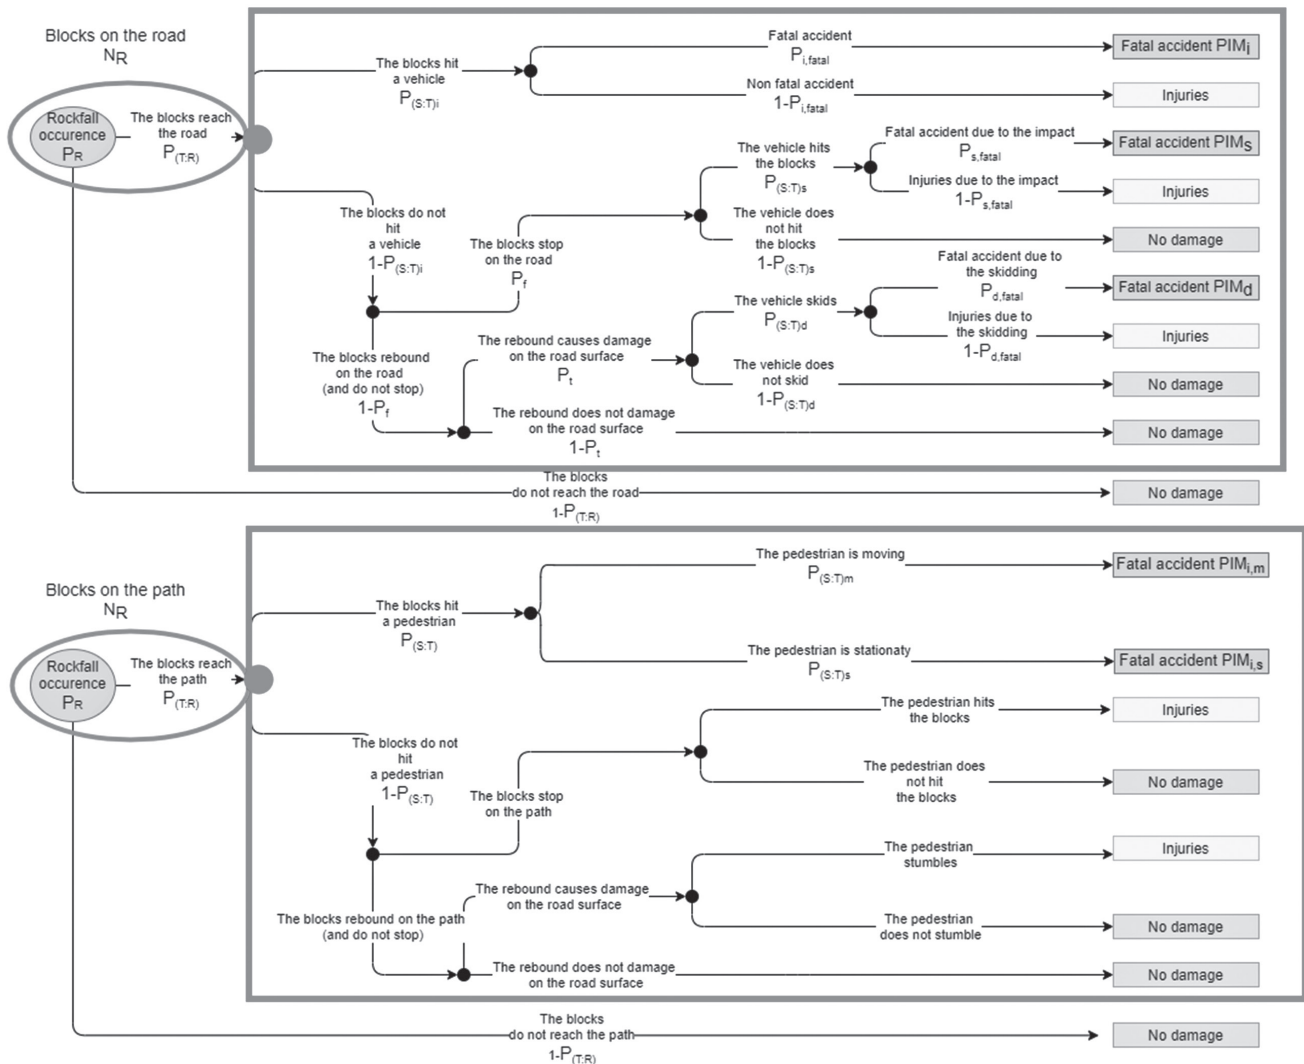 Blocks on the road
NR
Rockfall
occurence
PR
The blocks reach
the road
P(T:R)
The blocks hit
a vehicle
P(S:T)i
Fatal accident
Pi,fatal
Fatal accident PIMi
Non fatal accident
1-Pi,fatal
Injuries
The blocks do not
hit
a vehicle
1-P(S:T)i
The blocks stop
on the road
Pf
The vehicle hits
the blocks
P(S:T)s
Fatal accident due to the impact
Ps,fatal
Fatal accident PIMs
Injuries due to the impact
1-Ps,fatal
Injuries
The vehicle does
not hit
the blocks
1-P(S:T)s
No damage
The blocks rebound
on the road
(and do not stop)
1-Pf
The rebound causes damage
on the road surface
Pt
The vehicle skids
P(S:T)d
Fatal accident due to
the skidding
Pd,fatal
Fatal accident PIMd
Injuries due to
the skidding
1-Pd,fatal
Injuries
The vehicle does
not skid
1-P(S:T)d
No damage
The rebound does not damage
on the road surface
1-Pt
No damage
The blocks
do not reach the road
1-P(T:R)
No damage
Blocks on the path
NR
Rockfall
occurence
PR
The blocks reach
the path
P(T:R)
The blocks hit
a pedestrian
P(S:T)
The pedestrian is moving
P(S:T)m
Fatal accident PIMi,m
The pedestrian is stationaty
P(S:T)s
Fatal accident PIMi,s
The blocks do not
hit
a pedestrian
1-P(S:T)
The blocks stop
on the path
The pedestrian hits
the blocks
Injuries
The pedestrian does
not hit
the blocks
No damage
The blocks rebound on the path
(and do not stop)
The rebound causes damage
on the road surface
The pedestrian
stumbles
Injuries
The pedestrian
does not stumble
No damage
The rebound does not damage
on the road surface
No damage
The blocks
do not reach the path
1-P(T:R)
No damage